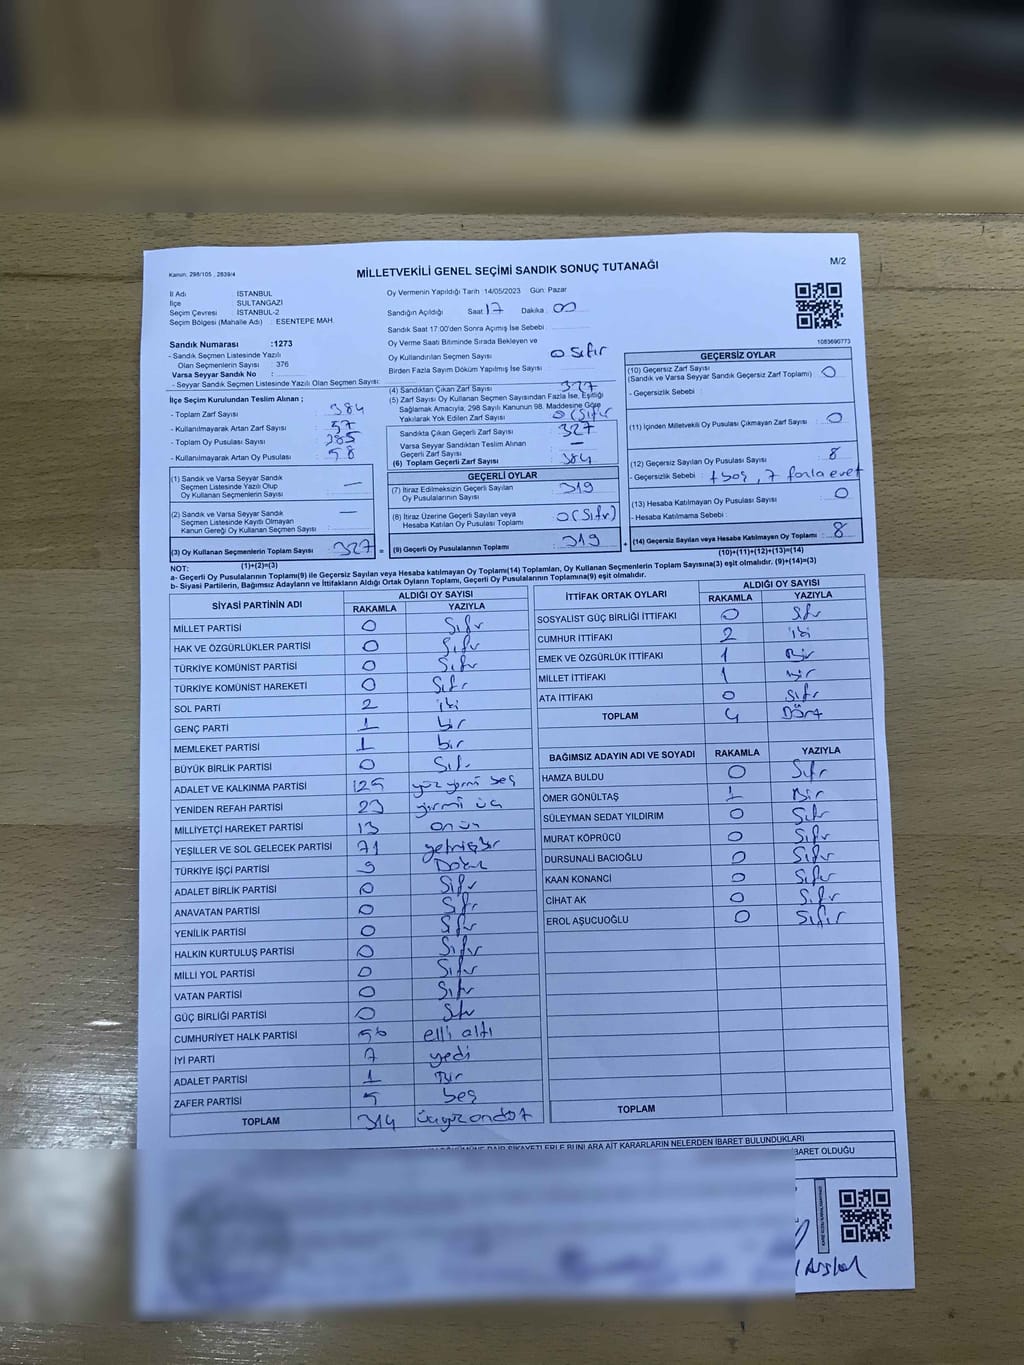 Kanun, 298/105 , 2839/4
MİLLETVEKİLİ GENEL SEÇİMİ SANDIK SONUÇ TUTANAĞI
M/2
İl Adı : İSTANBUL
İlçe : SULTANGAZİ
Seçim Çevresi : İSTANBUL-2
Seçim Bölgesi (Mahalle Adı) : ESENTEPE MAH.
Sandık Numarası :1273
- Sandık Seçmen Listesinde Yazılı
Olan Seçmenlerin Sayısı : 376
Varsa Seyyar Sandık No :
- Seyyar Sandık Seçmen Listesinde Yazılı Olan Seçmen Sayısı:
Oy Vermenin Yapıldığı Tarih :14/05/2023 Gün: Pazar
Sandığın Açıldığı Saat 17 Dakika : 00
Sandık Saat 17:00'den Sonra Açımış İse Sebebi :
Oy Verme Saati Bitiminde Sırada Bekleyen ve
Oy Kullandırılan Seçmen Sayısı : 0 Sıfır
Birden Fazla Sayım Döküm Yapılmış İse Sayısı :
1083690773
İlçe Seçim Kurulundan Teslim Alınan ;
- Toplam Zarf Sayısı : 384
- Kullanılmayarak Artan Zarf Sayısı : 57
- Toplam Oy Pusulası Sayısı : 385
- Kullanılmayarak Artan Oy Pusulası : 58
(1) Sandık ve Varsa Seyyar Sandık
Seçmen Listesinde Yazılı Olup
Oy Kullanan Seçmenlerin Sayısı : —
(2) Sandık ve Varsa Seyyar Sandık
Seçmen Listesinde Kayıtlı Olmayan
Kanun Gereği Oy Kullanan Seçmen Sayısı : —
(3) Oy Kullanan Seçmenlerin Toplam Sayısı : 327 =
(1)+(2)=(3)
(4) Sandıktan Çıkan Zarf Sayısı : 327
(5) Zarf Sayısı Oy Kullanan Seçmen Sayısından Fazla İse, Eşitliği
Sağlamak Amacıyla, 298 Sayılı Kanunun 98. Maddesine Göre
Yakılarak Yok Edilen Zarf Sayısı : 0 (Sıfır
Sandıkta Çıkan Geçerli Zarf Sayısı : 327
Varsa Seyyar Sandıktan Teslim Alınan
Geçerli Zarf Sayısı : —
(6) Toplam Geçerli Zarf Sayısı : 384
GEÇERLİ OYLAR
(7) İtiraz Edilmeksizin Geçerli Sayılan
Oy Pusulalarının Sayısı : 319
(8) İtiraz Üzerine Geçerli Sayılan veya
Hesaba Katılan Oy Pusulası Toplamı : 0 (Sıfır)
(9) Geçerli Oy Pusulalarının Toplamı : 319 +
GEÇERSİZ OYLAR
(10) Geçersiz Zarf Sayısı
(Sandık ve Varsa Seyyar Sandık Geçersiz Zarf Toplamı) : 0
- Geçersizlik Sebebi :
(11) İçinden Milletvekili Oy Pusulası Çıkmayan Zarf Sayısı : 0
(12) Geçersiz Sayılan Oy Pusulası Sayısı : 8
- Geçersizlik Sebebi : 1 boş, 7 fazla evet
(13) Hesaba Katılmayan Oy Pusulası Sayısı : 0
- Hesaba Katılmama Sebebi :
(14) Geçersiz Sayılan veya Hesaba Katılmayan Oy Toplamı : 8
(10)+(11)+(12)+(13)=(14)
NOT:
a- Geçerli Oy Pusulalarının Toplamı(9) ile Geçersiz Sayılan veya Hesaba Katılmayan Oy Toplamı(14) Toplamları, Oy Kullanan Seçmenlerin Toplam Sayısına(3) eşit olmalıdır. (9)+(14)=(3)
b- Siyasi Partilerin, Bağımsız Adayların ve İttifakların Aldığı Ortak Oyların Toplamı, Geçerli Oy Pusulalarının Toplamına(9) eşit olmalıdır.
SİYASİ PARTİNİN ADI ALDIĞI OY SAYISI
RAKAMLA YAZIYLA
MİLLET PARTİSİ 0 Sıfır
HAK VE ÖZGÜRLÜKLER PARTİSİ 0 Sıfır
TÜRKİYE KOMÜNİST PARTİSİ 0 Sıfır
TÜRKİYE KOMÜNİST HAREKETİ 0 Sıfır
SOL PARTİ 2 iki
GENÇ PARTİ 1 bir
MEMLEKET PARTİSİ 1 bir
BÜYÜK BİRLİK PARTİSİ 0 Sıfır
ADALET VE KALKINMA PARTİSİ 125 yüz yirmi beş
YENİDEN REFAH PARTİSİ 23 yirmi üç
MİLLİYETÇİ HAREKET PARTİSİ 13 onüç
YEŞİLLER VE SOL GELECEK PARTİSİ 71 yetmişbir
TÜRKİYE İŞÇİ PARTİSİ 9 Dokuz
ADALET BİRLİK PARTİSİ 0 Sıfır
ANAVATAN PARTİSİ 0 Sıfır
YENİLİK PARTİSİ 0 Sıfır
HALKIN KURTULUŞ PARTİSİ 0 Sıfır
MİLLİ YOL PARTİSİ 0 Sıfır
VATAN PARTİSİ 0 Sıfır
GÜÇ BİRLİĞİ PARTİSİ 0 Sıfır
CUMHURİYET HALK PARTİSİ 56 elli altı
İYİ PARTİ 7 yedi
ADALET PARTİSİ 1 Bir
ZAFER PARTİSİ 5 beş
TOPLAM 314 üçyüz ondört
İTTİFAK ORTAK OYLARI ALDIĞI OY SAYISI
RAKAMLA YAZIYLA
SOSYALİST GÜÇ BİRLİĞİ İTTİFAKI 0 Sıfır
CUMHUR İTTİFAKI 2 iki
EMEK VE ÖZGÜRLÜK İTTİFAKI 1 Bir
MİLLET İTTİFAKI 1 bir
ATA İTTİFAKI 0 Sıfır
TOPLAM 4 Dört
BAĞIMSIZ ADAYIN ADI VE SOYADI RAKAMLA YAZIYLA
HAMZA BULDU 0 Sıfır
ÖMER GÖNÜLTAŞ 1 Bir
SÜLEYMAN SEDAT YILDIRIM 0 Sıfır
MURAT KÖPRÜCÜ 0 Sıfır
DURSUNALİ BACIOĞLU 0 Sıfır
KAAN KONANCİ 0 Sıfır
CİHAT AK 0 Sıfır
EROL AŞUCUOĞLU 0 Sıfır
TOPLAM
ŞİKAYETLERLE BUNLARA AİT KARARLARIN NELERDEN İBARET BULUNDUKLARI
İBARET OLDUĞU